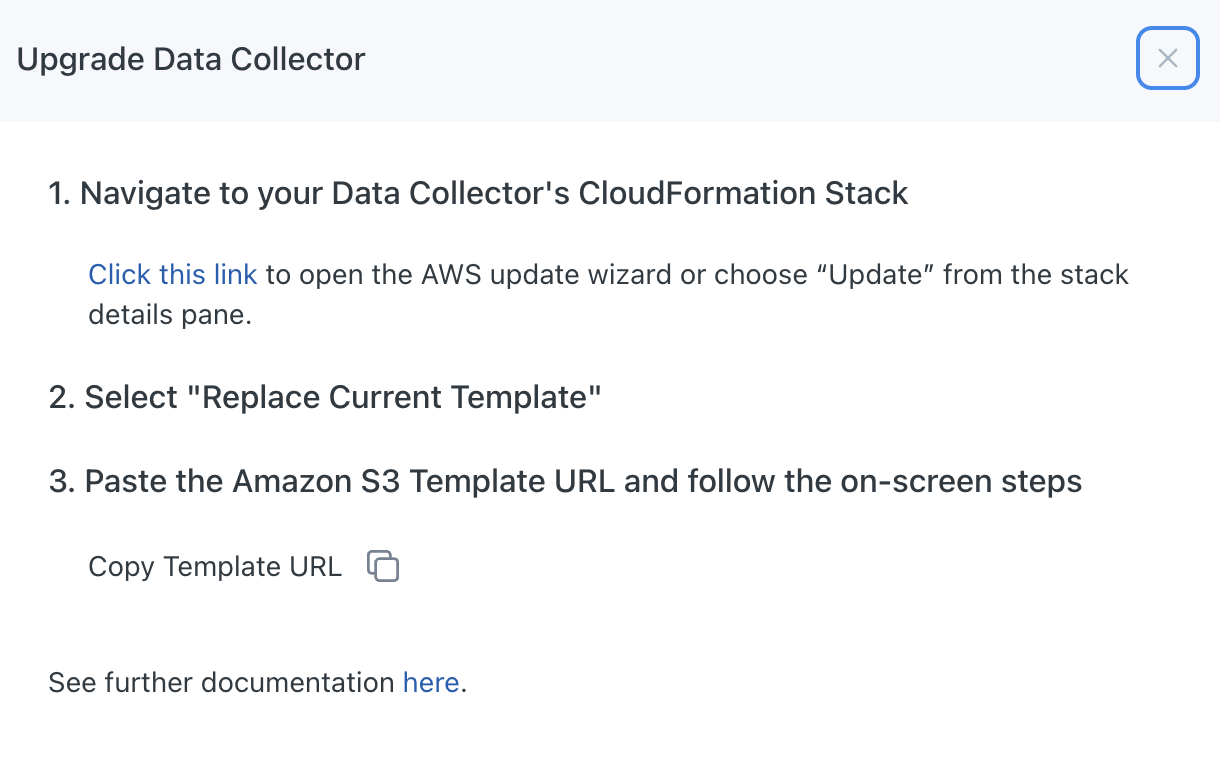 Upgrade Data Collector
1. Navigate to your Data Collector's CloudFormation Stack
Click this link to open the AWS update wizard or choose “Update” from the stack
details pane.
2. Select "Replace Current Template"
3. Paste the Amazon S3 Template URL and follow the on-screen steps
Copy Template URL
See further documentation here.